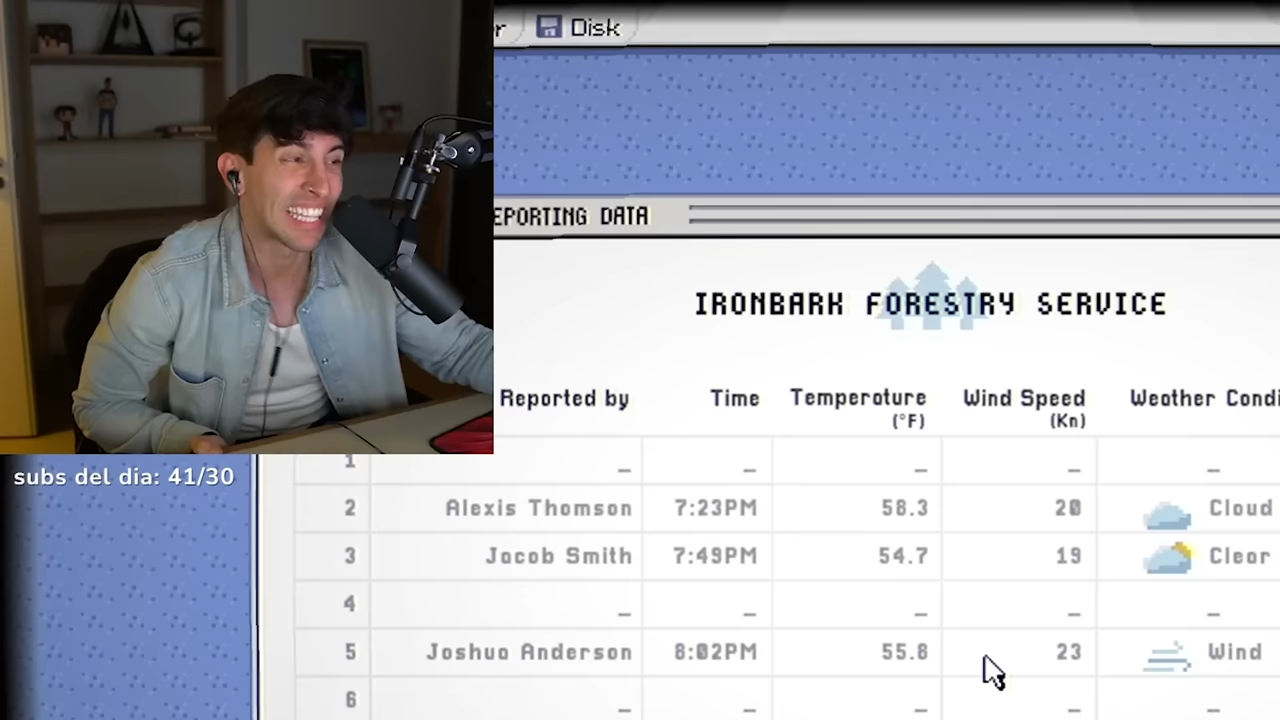 Disk
EPORTING DATA
IRONBARK FORESTRY SERVICE
Reported by Time Temperature Wind Speed Weather Condi
(°F) (Kn)
1 – – – – –
2 Alexis Thomson 7:23PM 58.3 20 Cloud
3 Jacob Smith 7:49PM 54.7 19 Clear
4 – – – – –
5 Joshua Anderson 8:02PM 55.8 23 Wind
6 – – – – –
subs del dia: 41/30